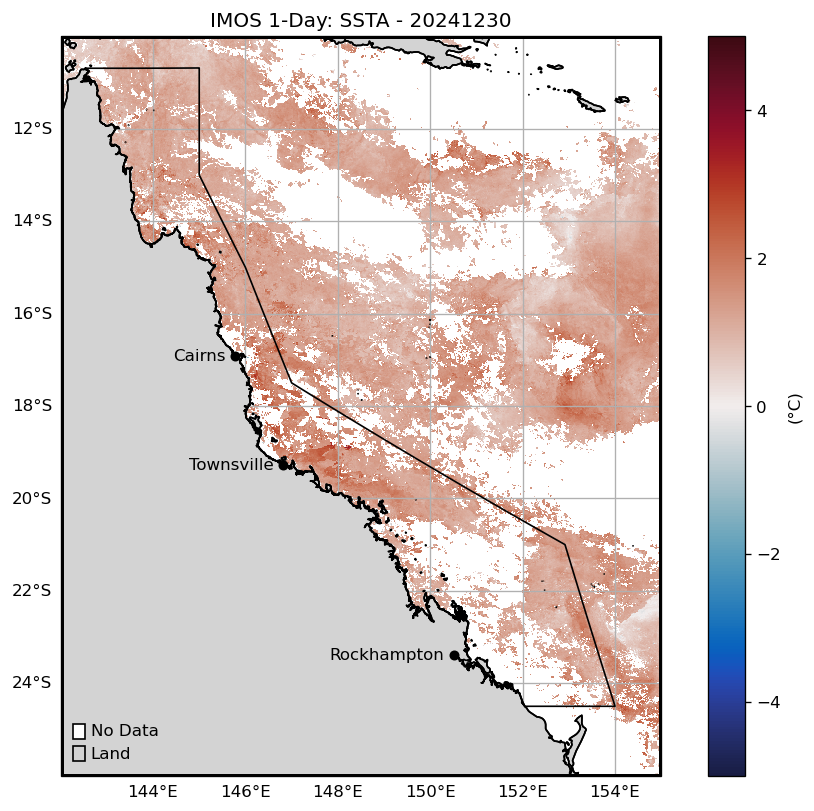 IMOS 1-Day: SSTA - 20241230
12°S
14°S
16°S
18°S
20°S
22°S
24°S
Cairns
Townsville
Rockhampton
No Data
Land
144°E 146°E 148°E 150°E 152°E 154°E
4
2
0
−2
−4
(°C)